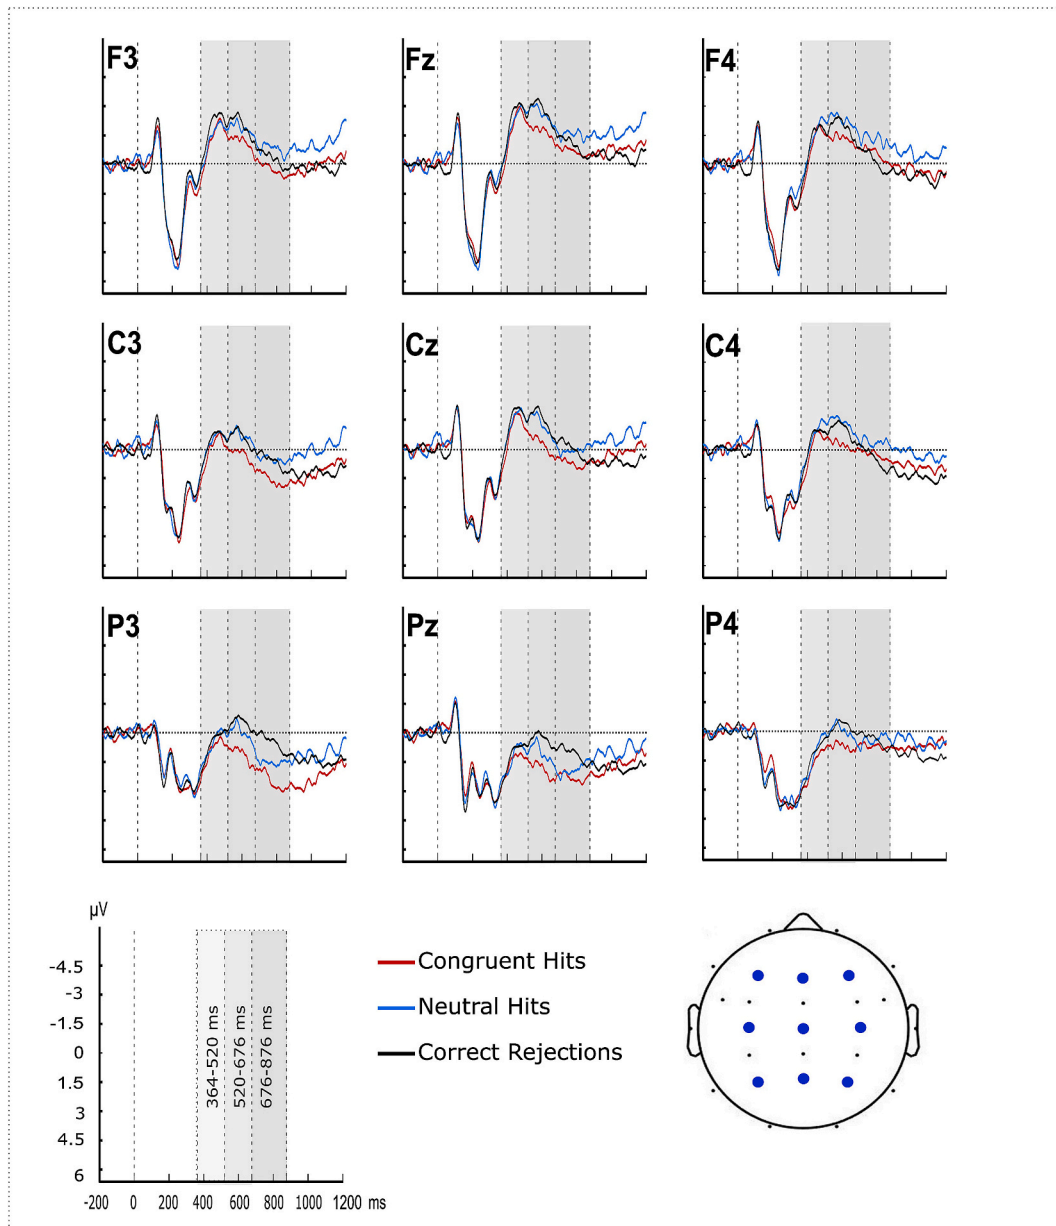 F3
Fz
F4
C3
Cz
C4
P3
Pz
P4
µV
-4.5
-3
-1.5
0
1.5
3
4.5
6
364-520 ms
520-676 ms
676-876 ms
-200 0 200 400 600 800 1000 1200 ms
Congruent Hits
Neutral Hits
Correct Rejections